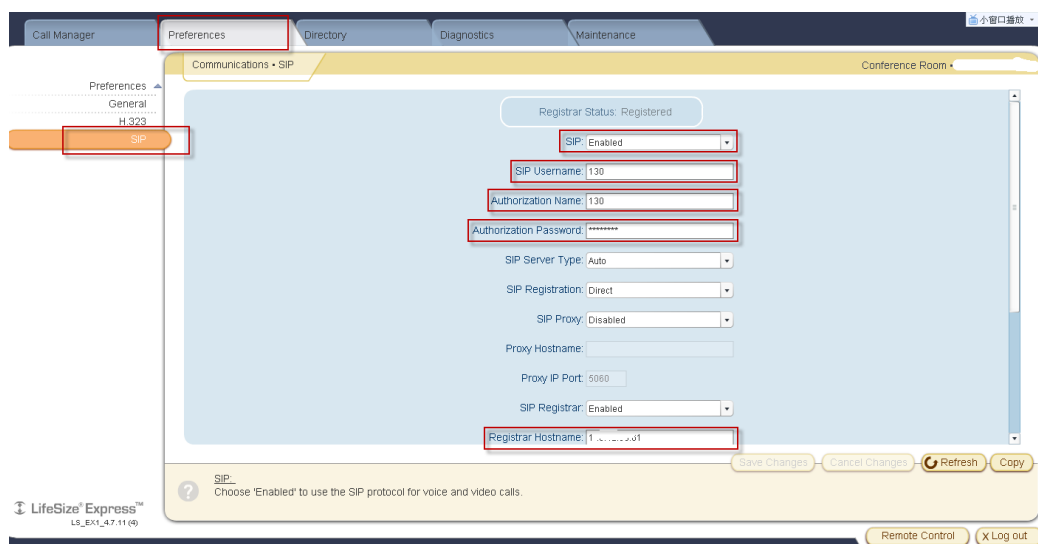 小窗口播放
Call Manager Preferences Directory Diagnostics Maintenance
Communications • SIP Conference Room •
Preferences
General
H.323
SIP
Registrar Status: Registered
SIP: Enabled
SIP Username: 130
Authorization Name: 130
Authorization Password: ********
SIP Server Type: Auto
SIP Registration: Direct
SIP Proxy: Disabled
Proxy Hostname:
Proxy IP Port: 5060
SIP Registrar: Enabled
Registrar Hostname:
Save Changes Cancel Changes Refresh Copy
SIP:
Choose 'Enabled' to use the SIP protocol for voice and video calls.
LifeSize® Express™
LS_EX1_4.7.11 (4)
Remote Control X Log out